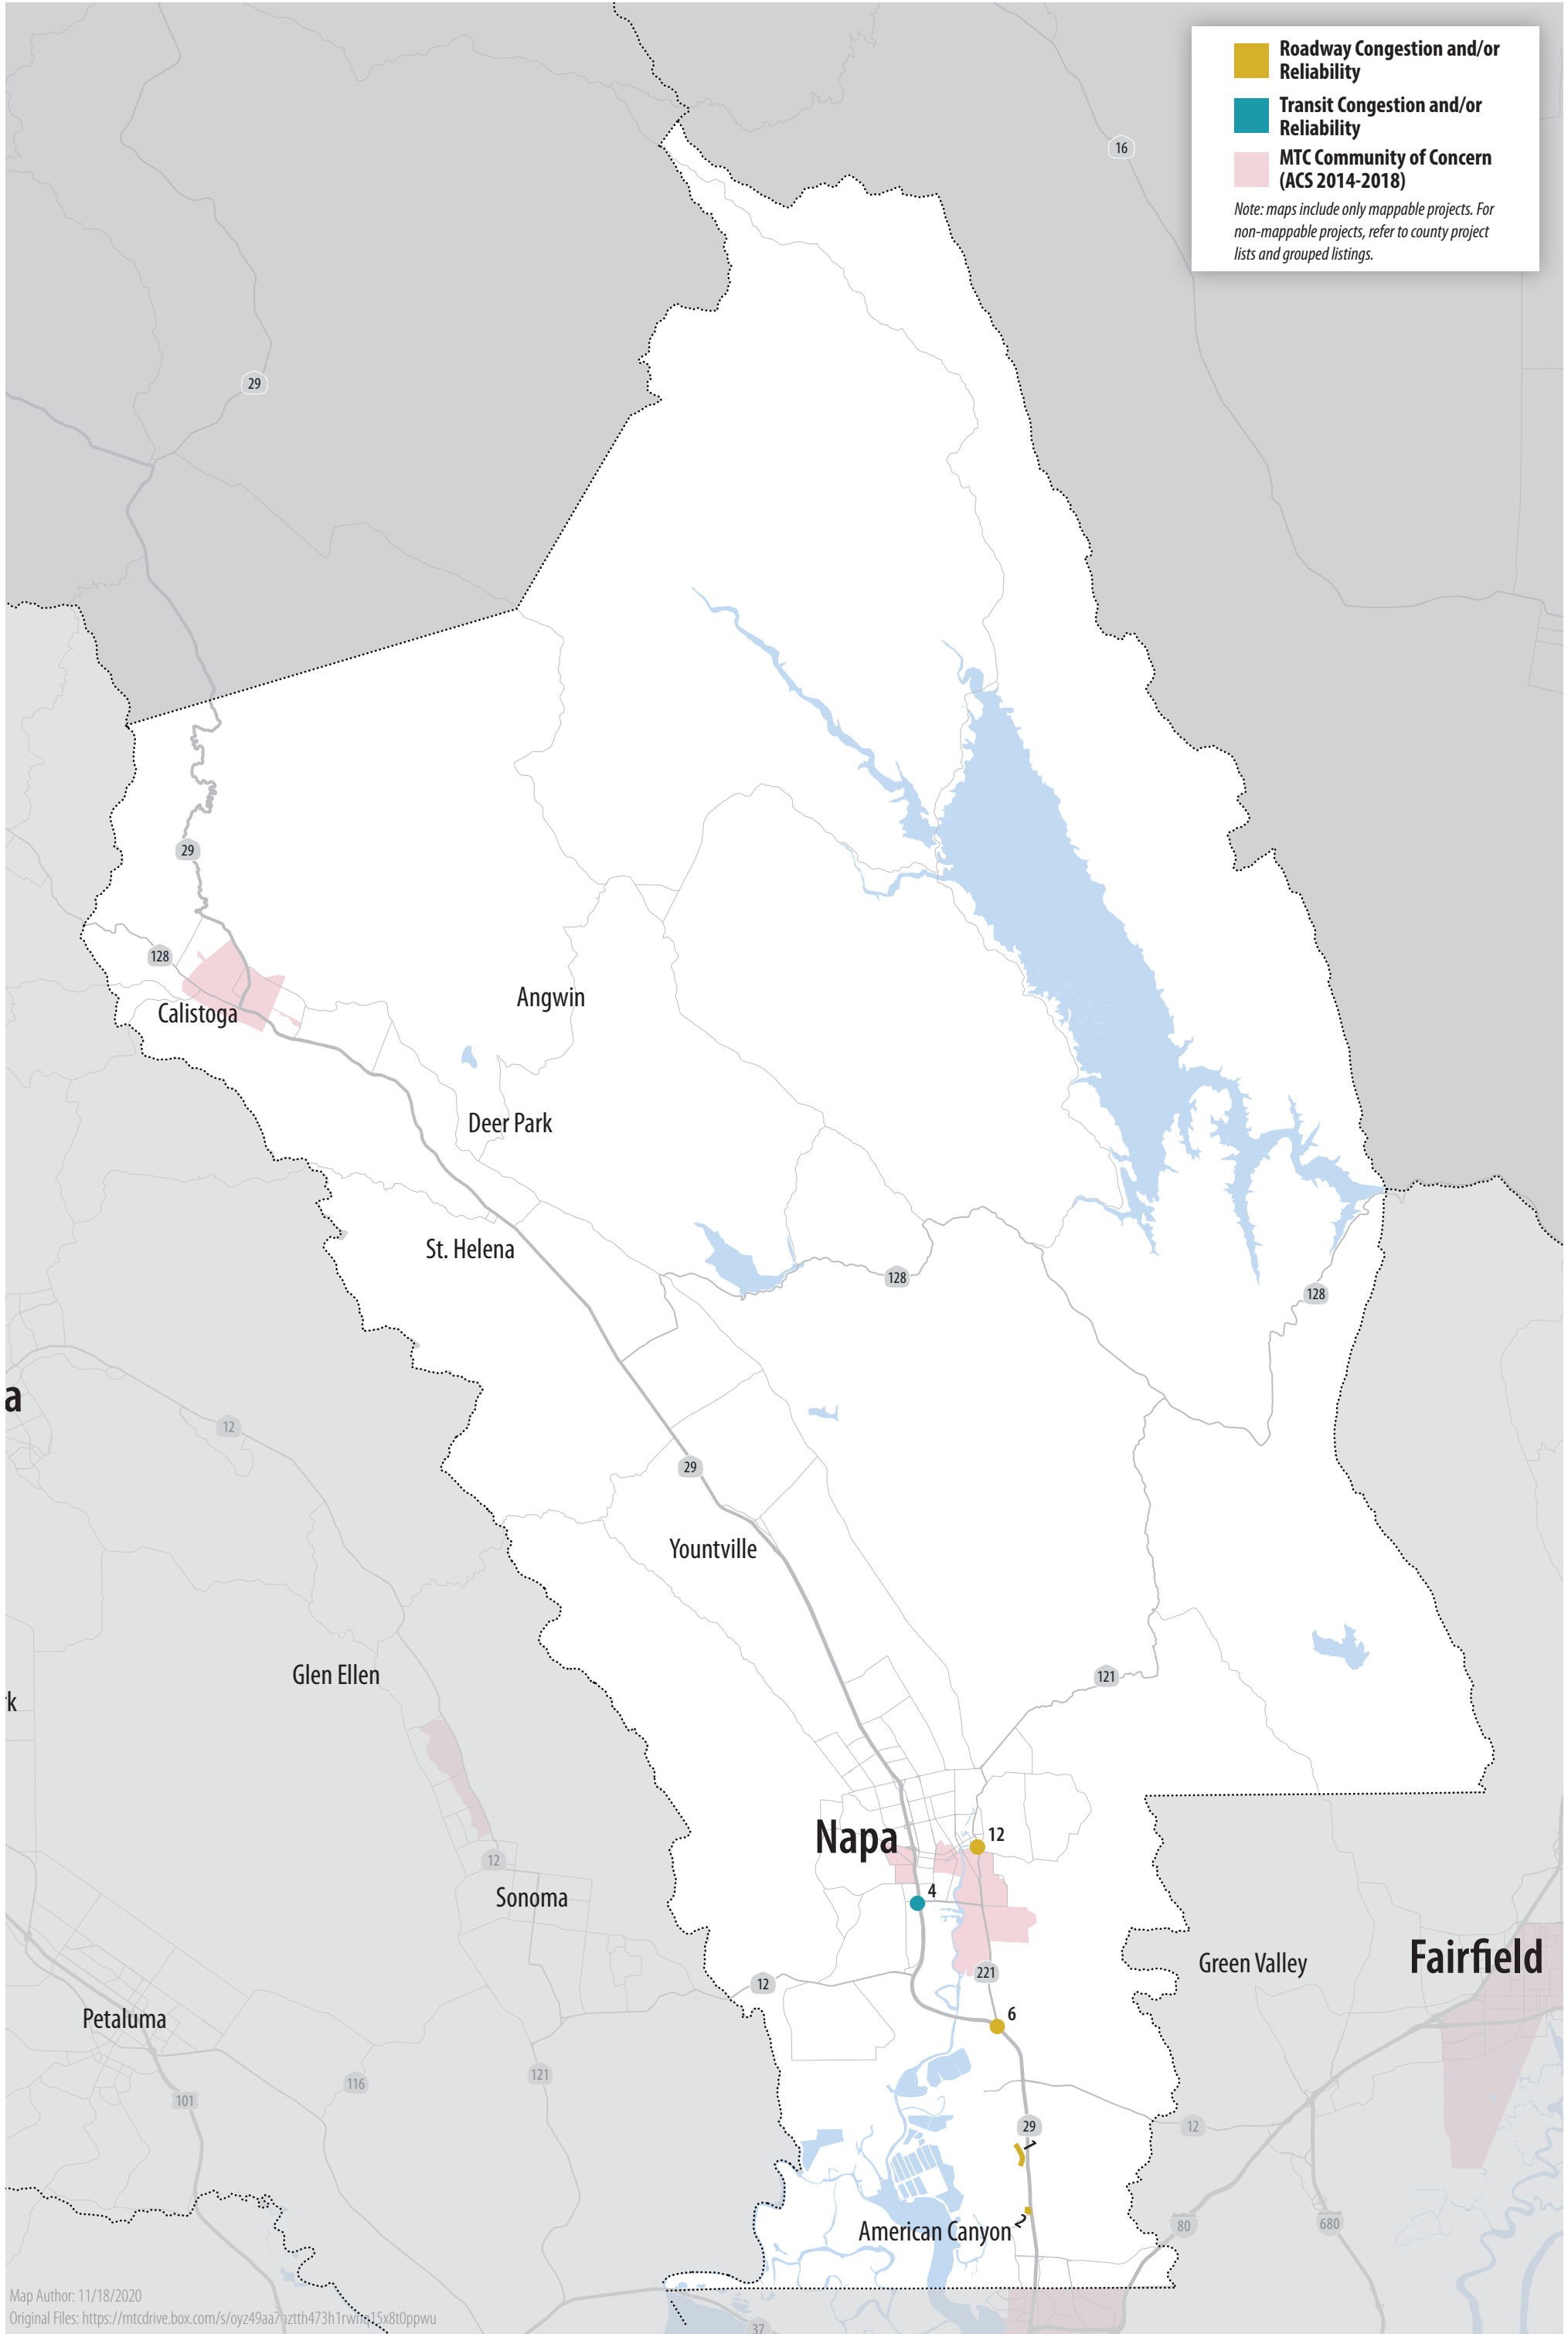 Roadway Congestion and/or
Reliability
Transit Congestion and/or
Reliability
MTC Community of Concern
(ACS 2014-2018)
Note: maps include only mappable projects. For
non-mappable projects, refer to county project
lists and grouped listings.
16
29
29
128
Calistoga
Angwin
Deer Park
St. Helena
128
128
a
12
29
Yountville
Glen Ellen
121
rk
Napa
12
4
12
Sonoma
Green Valley
Fairfield
221
12
6
Petaluma
121
116
101
29
12
1
2
American Canyon
80
680
Map Author: 11/18/2020
37